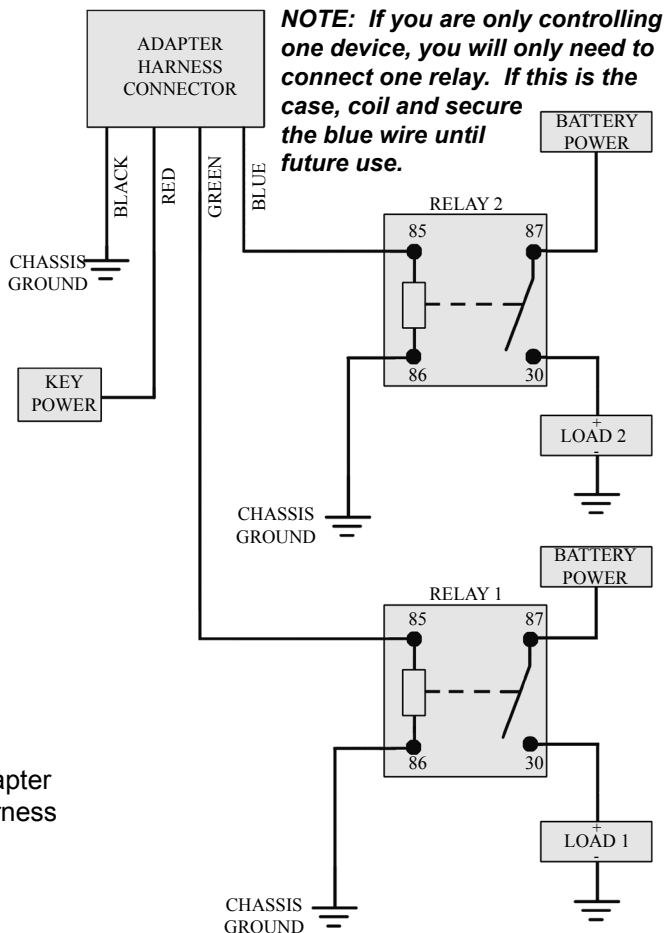 NOTE: If you are only controlling
one device, you will only need to
connect one relay. If this is the
case, coil and secure
the blue wire until
future use.
ADAPTER
HARNESS
CONNECTOR
BLACK
RED
GREEN
BLUE
BATTERY
POWER
RELAY 2
85
87
86
30
CHASSIS
GROUND
KEY
POWER
+
LOAD 2
-
CHASSIS
GROUND
BATTERY
POWER
RELAY 1
85
87
86
30
apter
rness
+
LOAD 1
-
CHASSIS
GROUND